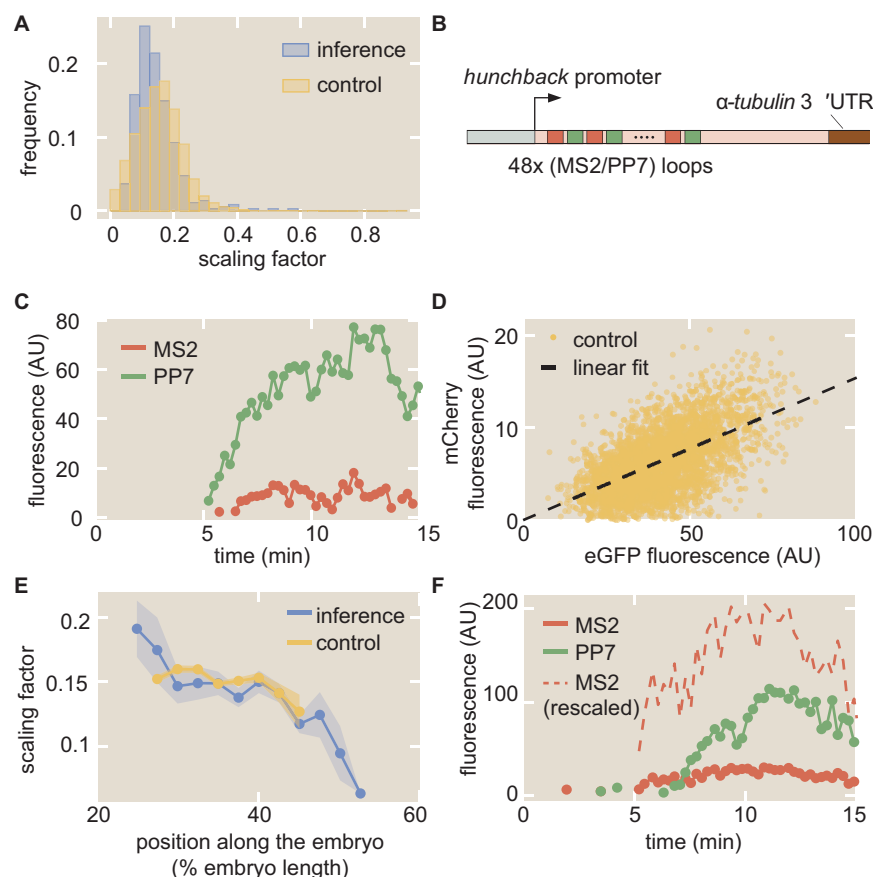 A
frequency
0.2
0.1
0
0
0.2
0.4
0.6
0.8
scaling factor
inference
control
B
hunchback promoter
α-tubulin 3 ′UTR
48x (MS2/PP7) loops
C
fluorescence (AU)
80
60
40
20
0
0
5
10
15
time (min)
MS2
PP7
D
mCherry
fluorescence (AU)
20
10
0
0
50
100
eGFP fluorescence (AU)
control
linear fit
E
scaling factor
0.2
0.15
0.1
20
40
60
position along the embryo
(% embryo length)
inference
control
F
fluorescence (AU)
200
100
0
0
5
10
15
time (min)
MS2
PP7
MS2
(rescaled)